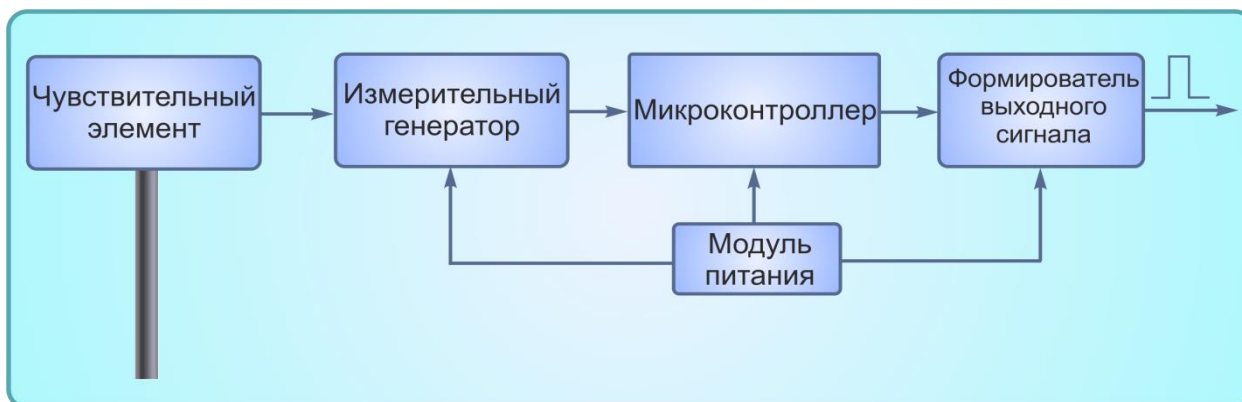 Чувствительный
элемент
Измерительный
генератор
Микроконтроллер
Формирователь
выходного
сигнала
Модуль
питания